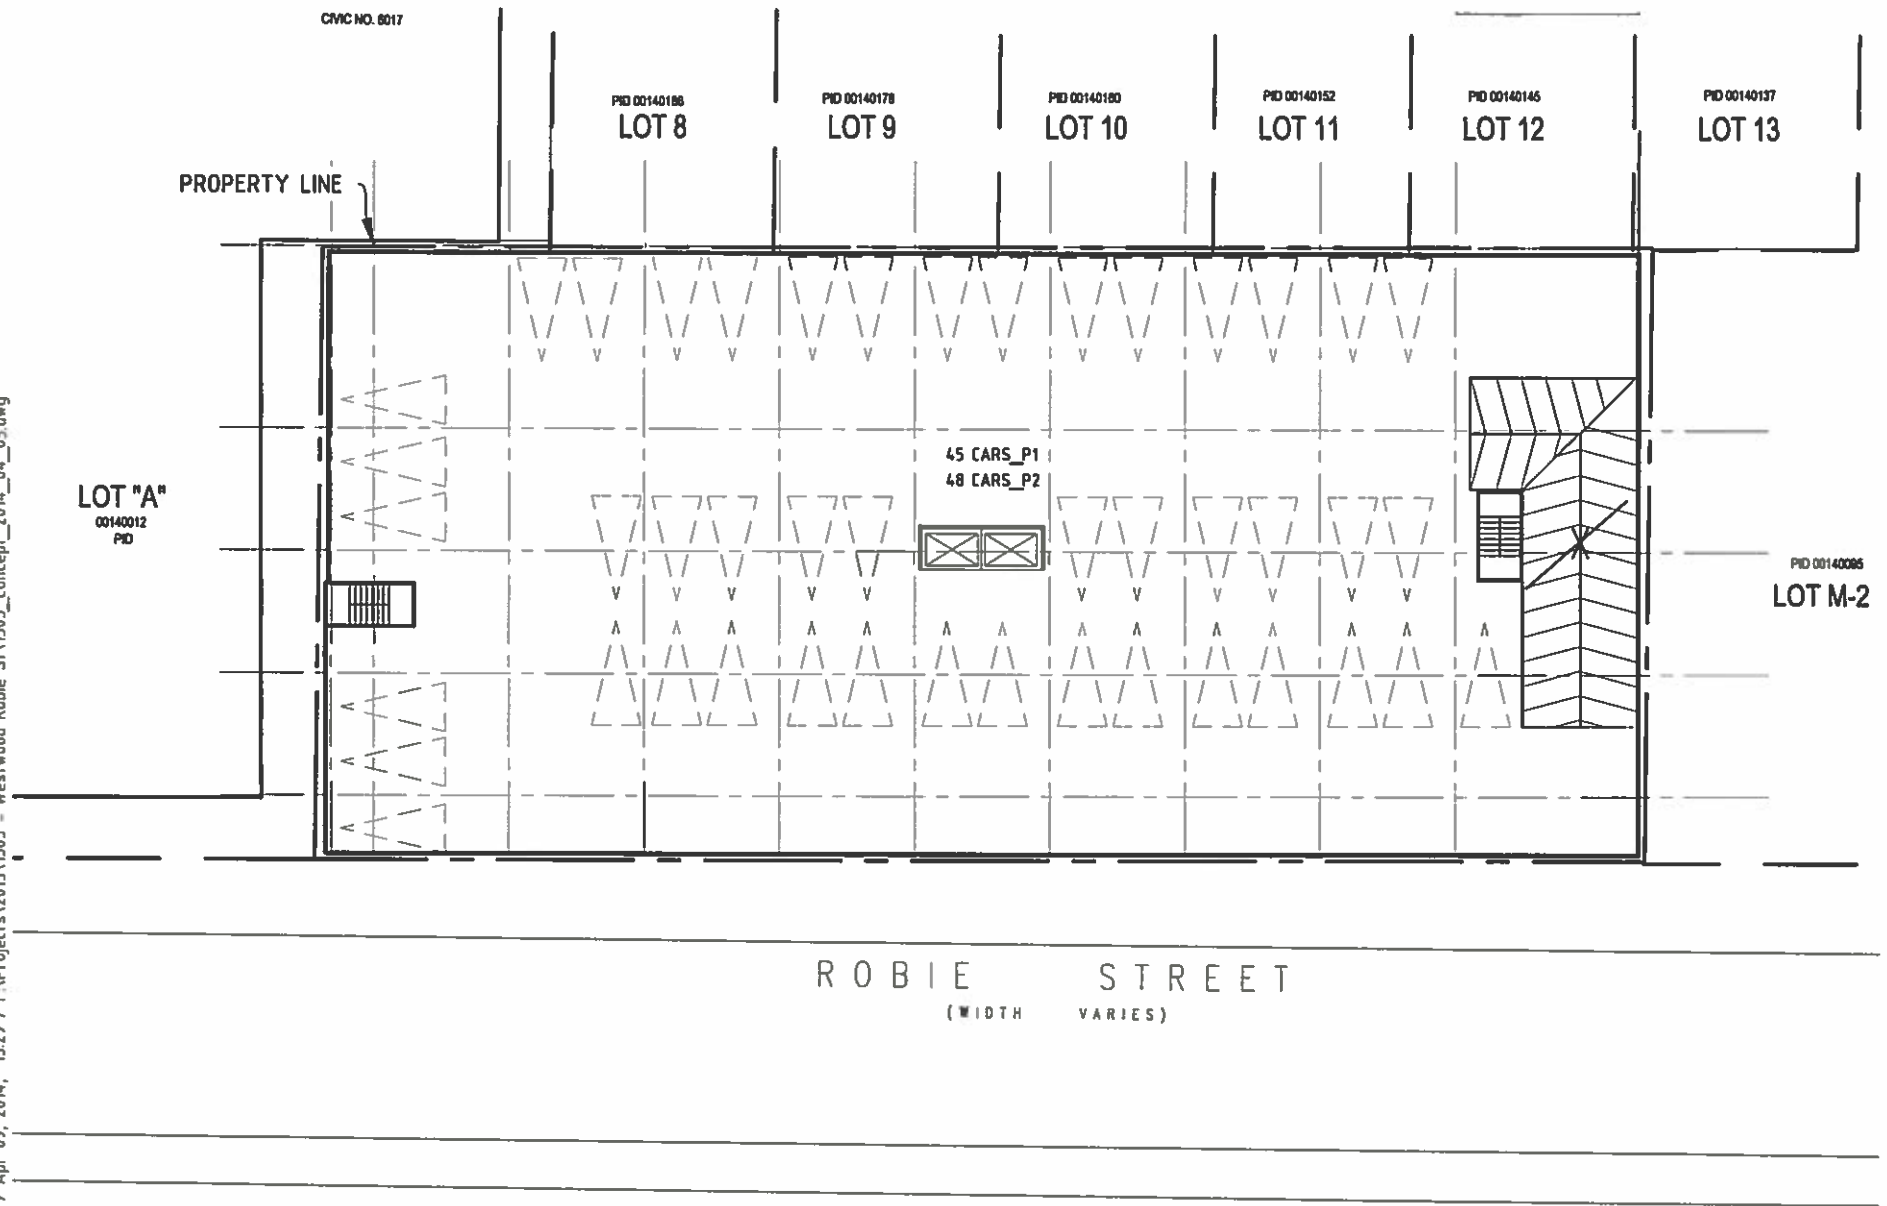 CIVIC NO. 6017
PID 00140186
LOT 8
PID 00140178
LOT 9
PID 00140160
LOT 10
PID 00140152
LOT 11
PID 00140145
LOT 12
PID 00140137
LOT 13
PROPERTY LINE
45 CARS_P1
48 CARS_P2
LOT "A"
00140012
PID
PID 00140095
LOT M-2
ROBIE STREET
(WIDTH VARIES)